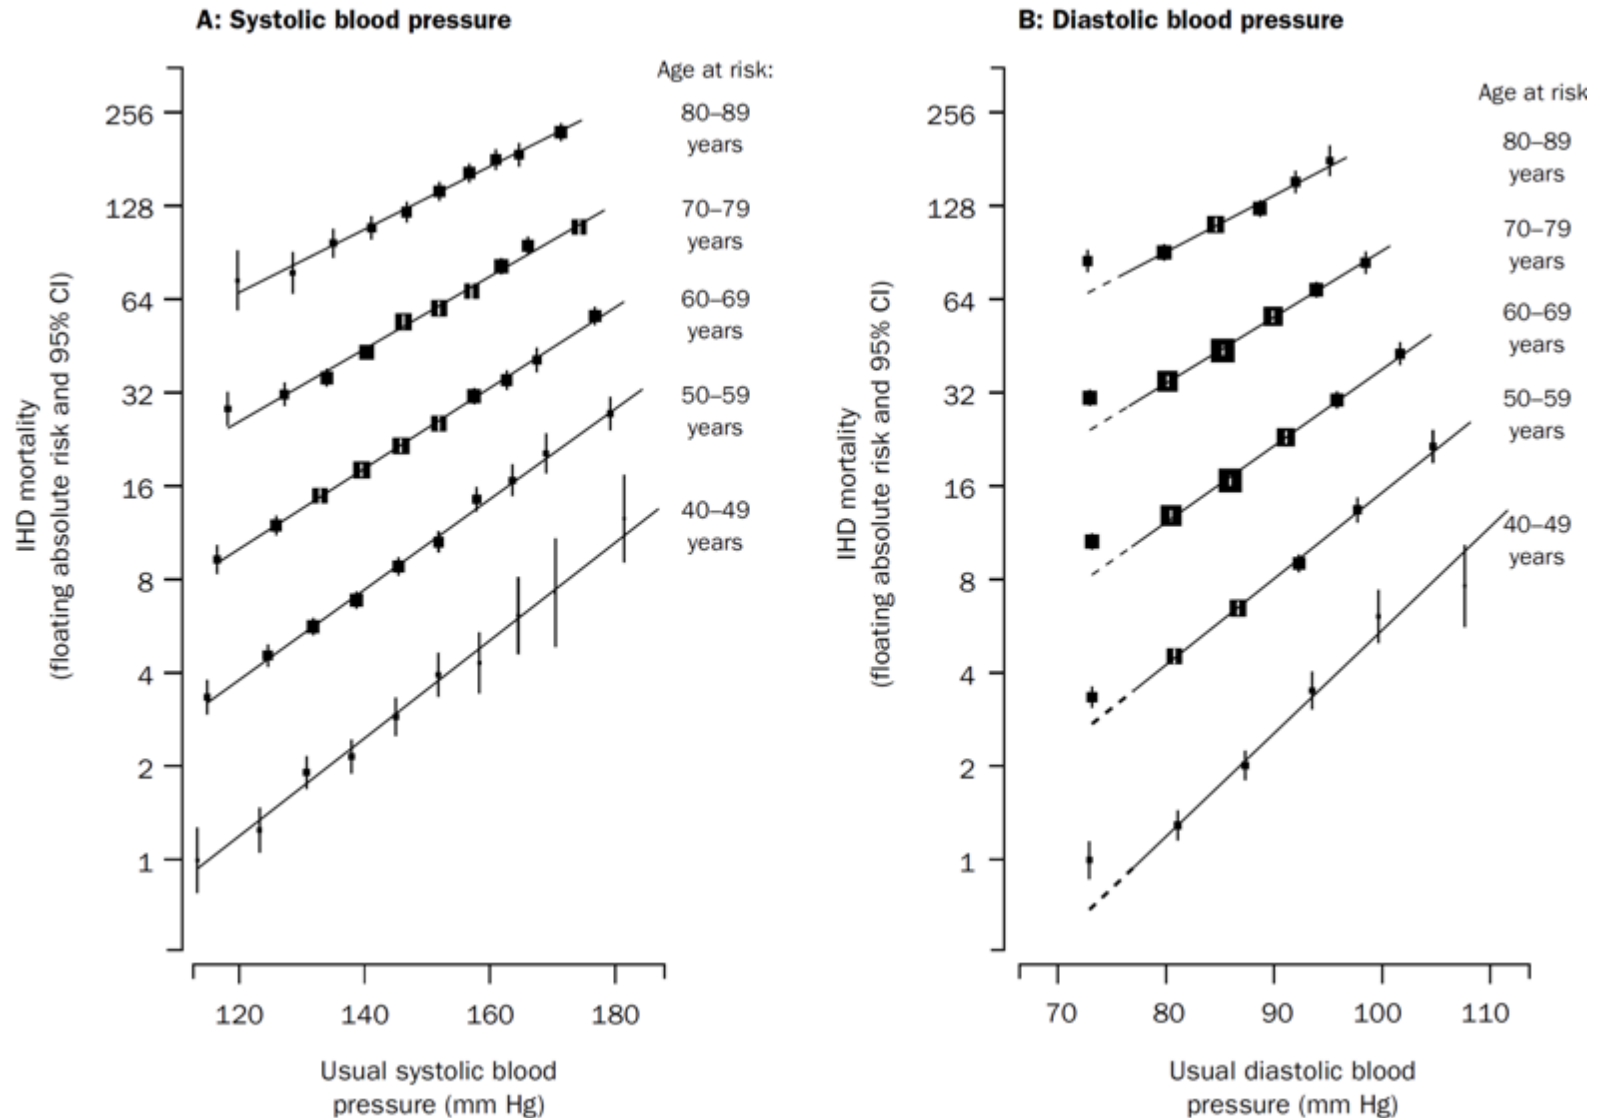 A: Systolic blood pressure
Age at risk:
80–89
years
70–79
years
60–69
years
50–59
years
40–49
years
256
128
64
32
16
8
4
2
1
IHD mortality
(floating absolute risk and 95% CI)
120 140 160 180
Usual systolic blood
pressure (mm Hg)
B: Diastolic blood pressure
Age at risk
80–89
years
70–79
years
60–69
years
50–59
years
40–49
years
256
128
64
32
16
8
4
2
1
IHD mortality
(floating absolute risk and 95% CI)
70 80 90 100 110
Usual diastolic blood
pressure (mm Hg)